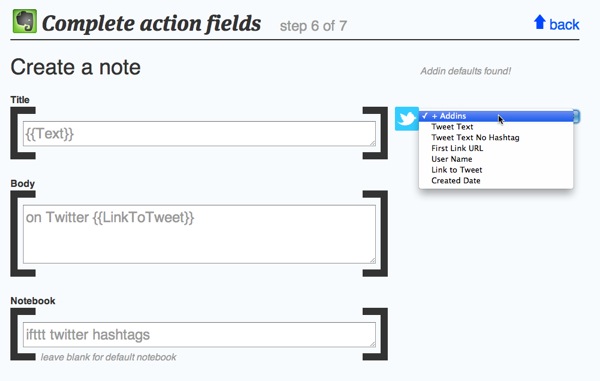 Complete action fields step 6 of 7 back
Create a note
Addin defaults found!
Title
{{Text}}
✓ + Addins
Tweet Text
Tweet Text No Hashtag
First Link URL
User Name
Link to Tweet
Created Date
Body
on Twitter {{LinkToTweet}}
Notebook
ifttt twitter hashtags
leave blank for default notebook